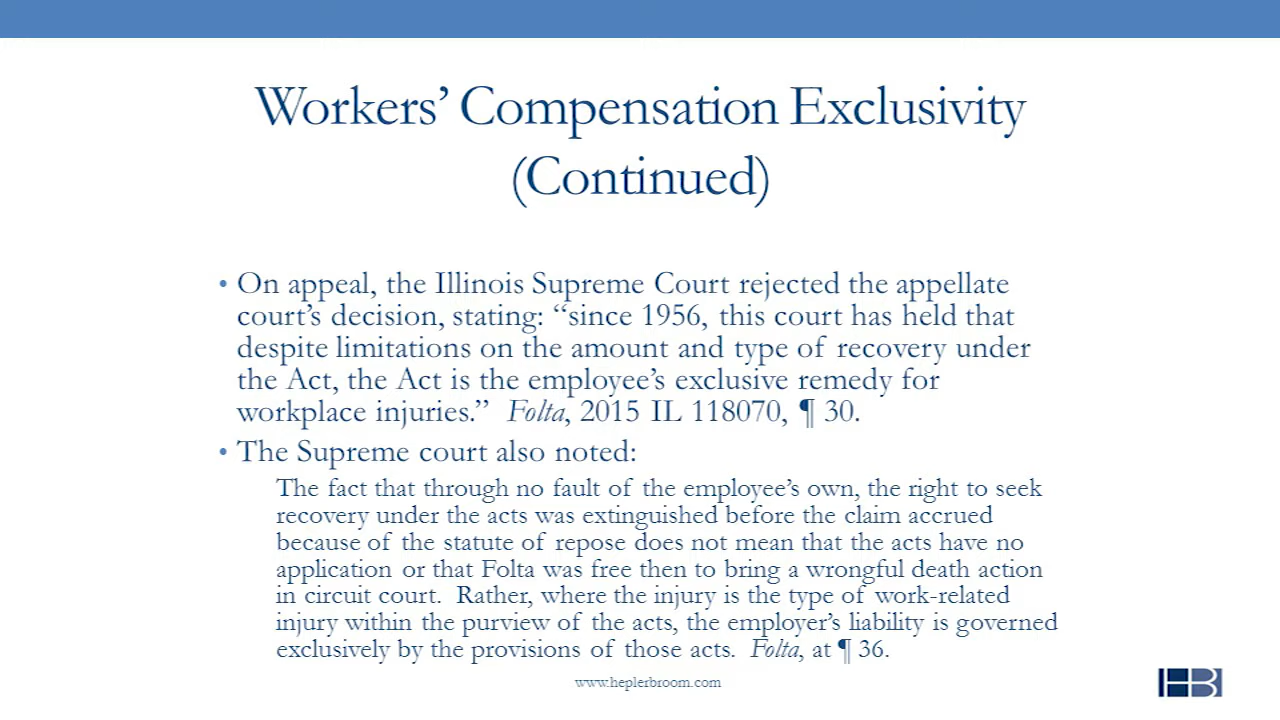 Workers’ Compensation Exclusivity
(Continued)
• On appeal, the Illinois Supreme Court rejected the appellate
court’s decision, stating: “since 1956, this court has held that
despite limitations on the amount and type of recovery under
the Act, the Act is the employee’s exclusive remedy for
workplace injuries.” Folta, 2015 IL 118070, ¶ 30.
• The Supreme court also noted:
The fact that through no fault of the employee’s own, the right to seek
recovery under the acts was extinguished before the claim accrued
because of the statute of repose does not mean that the acts have no
application or that Folta was free then to bring a wrongful death action
in circuit court. Rather, where the injury is the type of work-related
injury within the purview of the acts, the employer’s liability is governed
exclusively by the provisions of those acts. Folta, at ¶ 36.
www.heplerbroom.com
HB